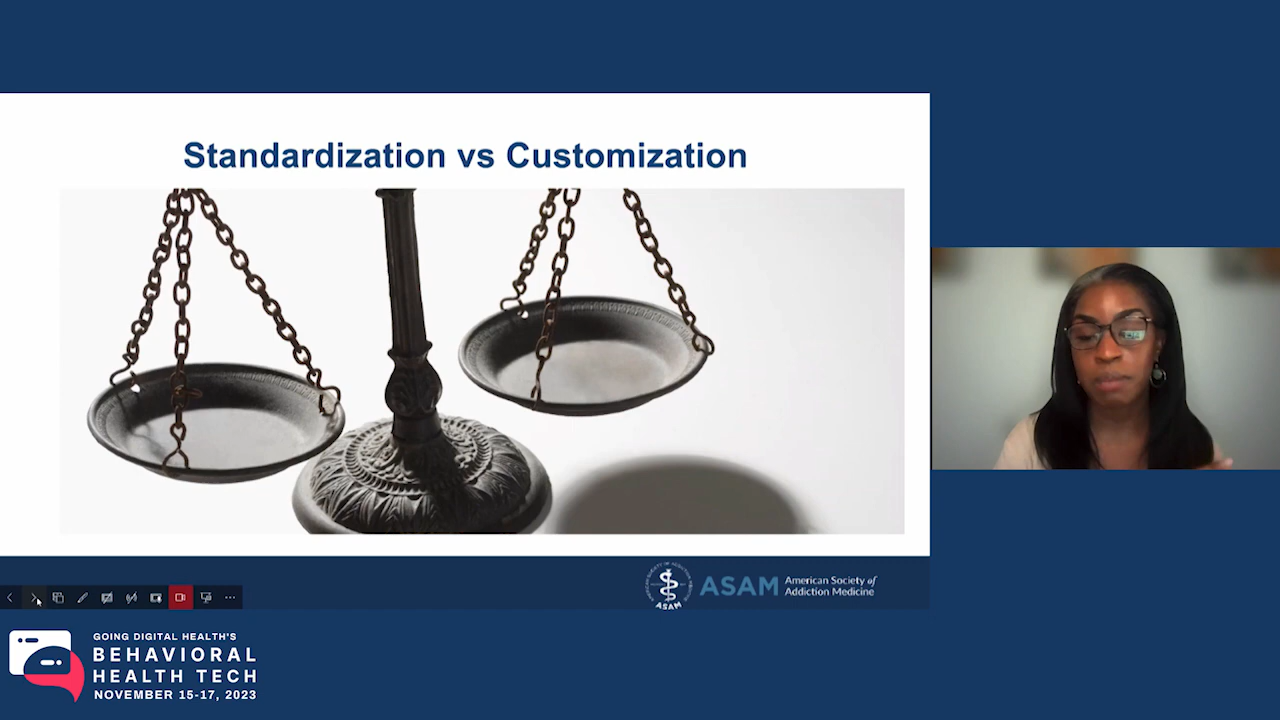 Standardization vs Customization
ASAM
ASAM
American Society of
Addiction Medicine
GOING DIGITAL HEALTH'S
BEHAVIORAL
HEALTH TECH
NOVEMBER 15-17, 2023